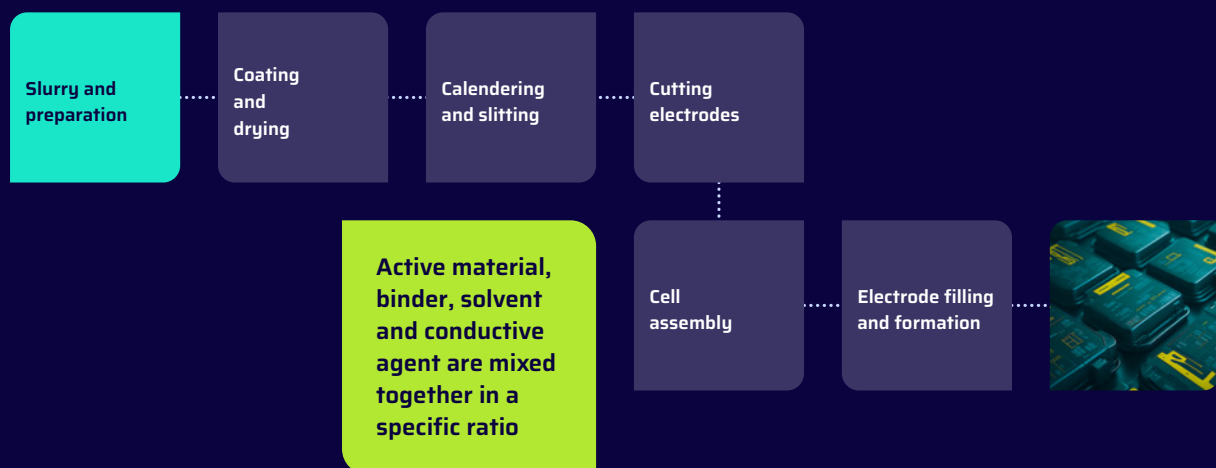 Slurry and
preparation
Coating
and
drying
Calendering
and slitting
Cutting
electrodes
Active material,
binder, solvent
and conductive
agent are mixed
together in a
specific ratio
Cell
assembly
Electrode filling
and formation